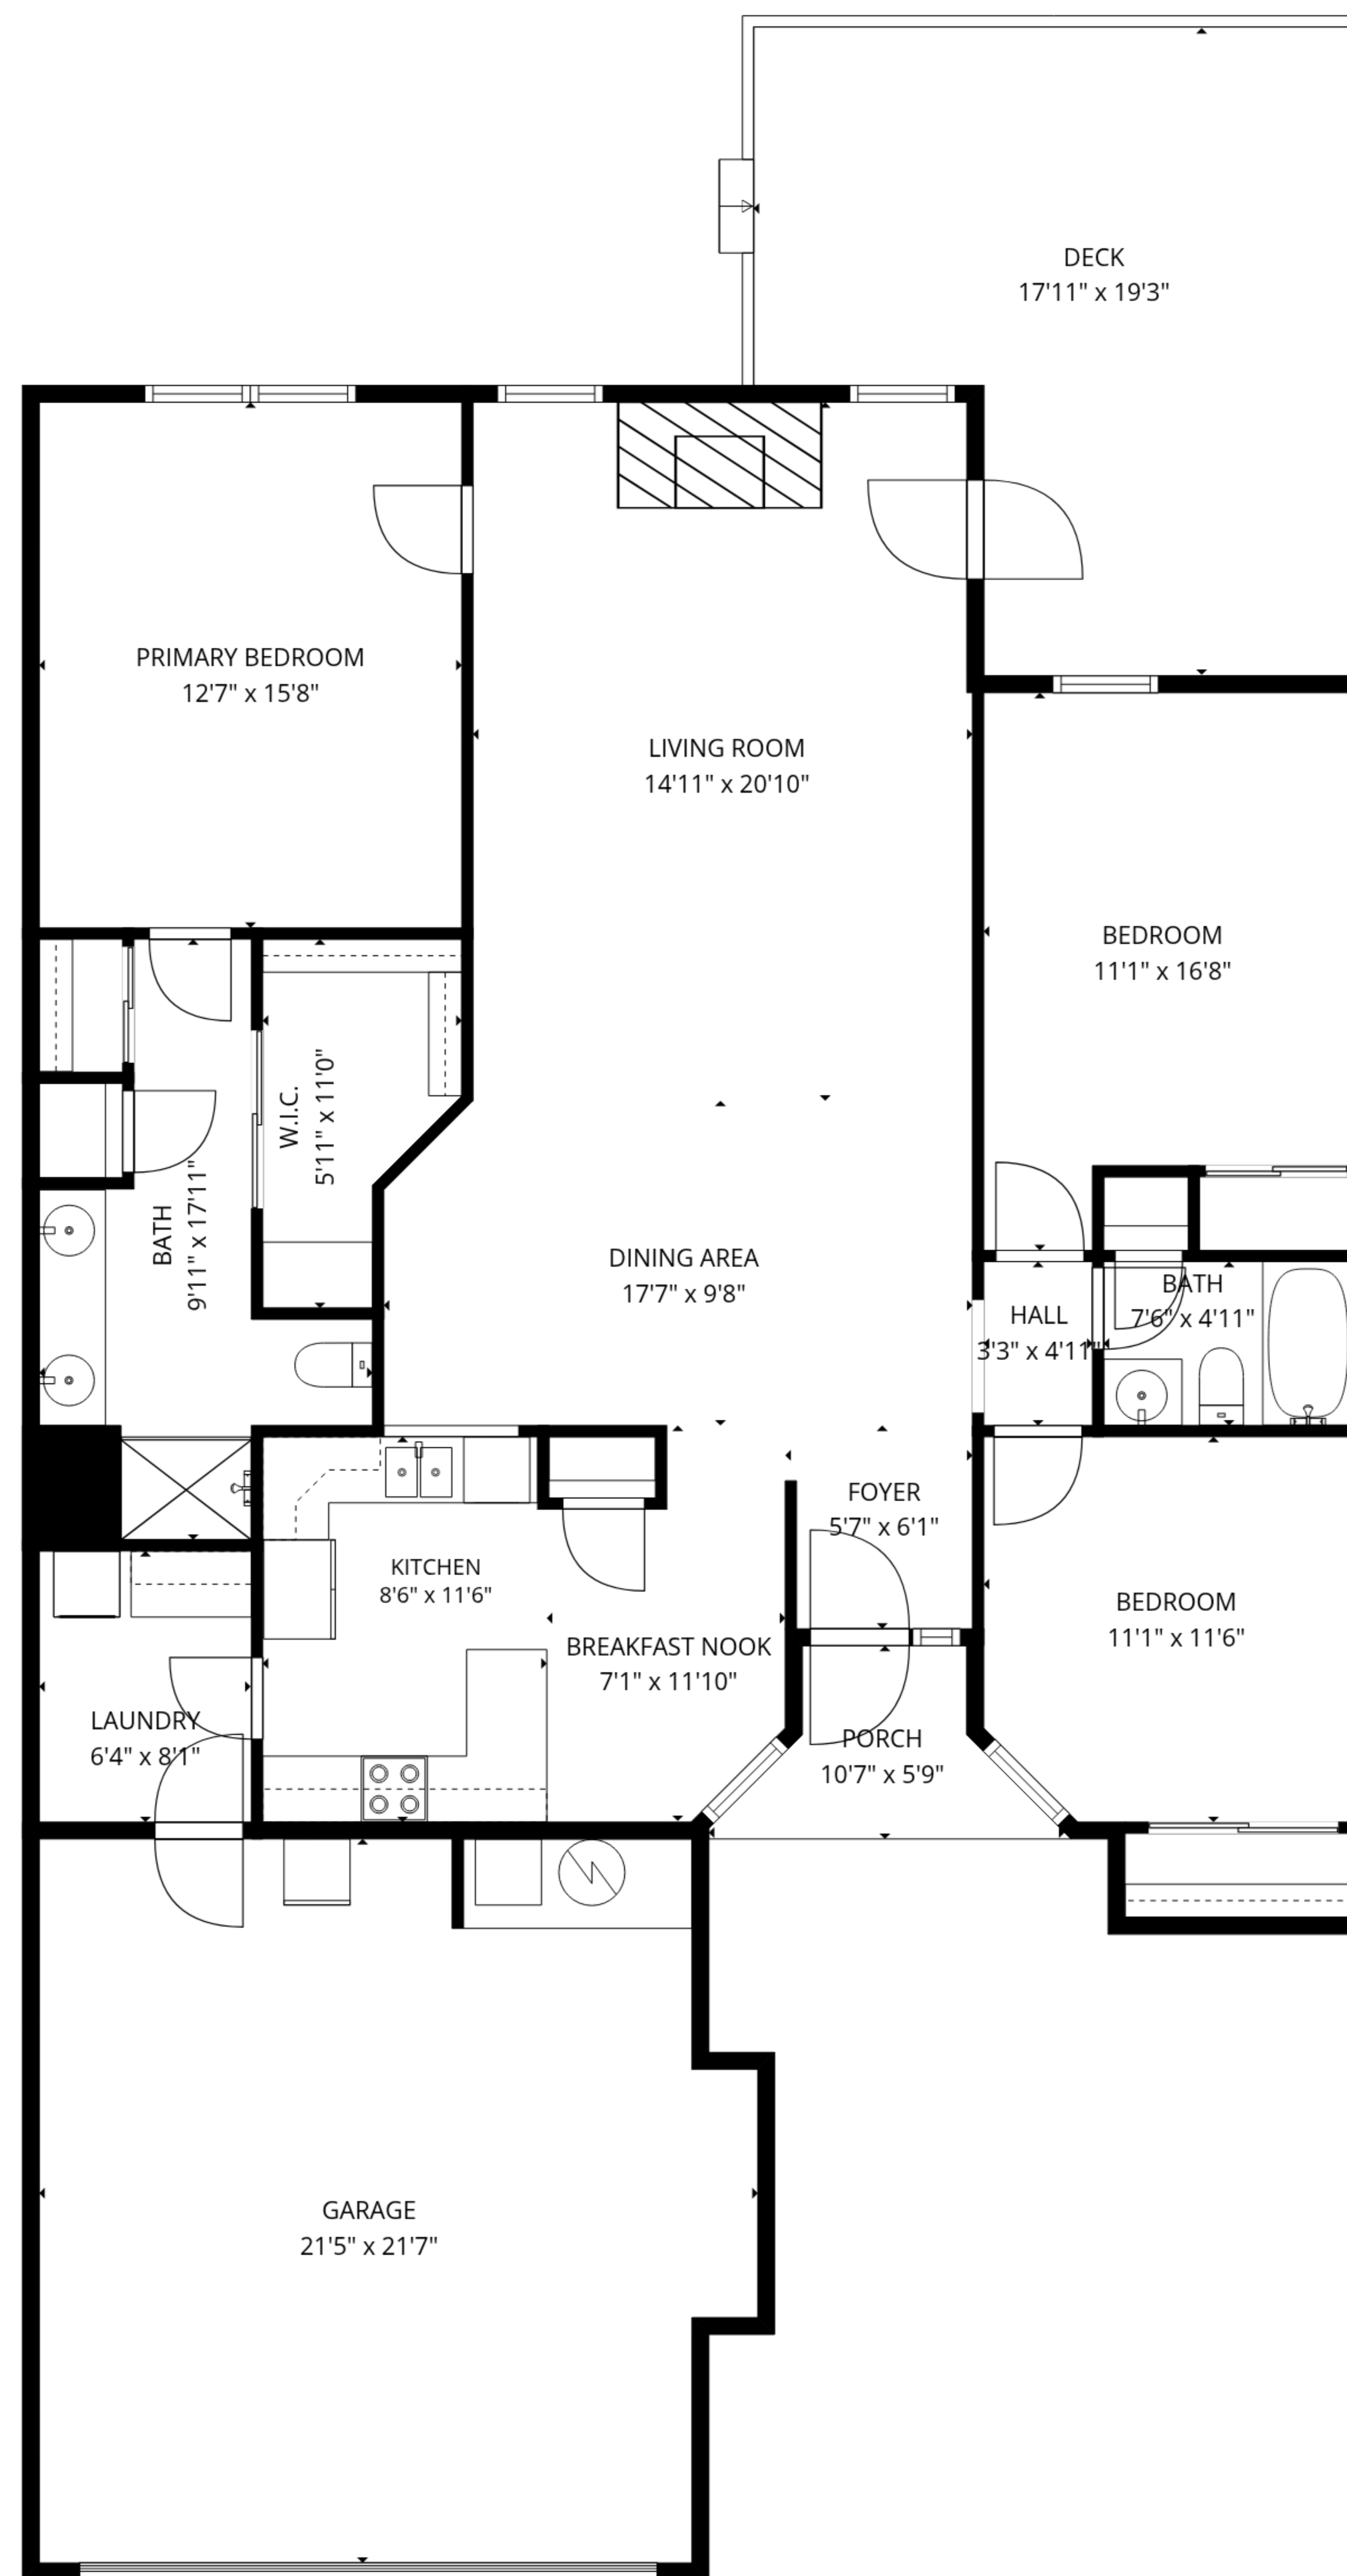 DECK
17'11" x 19'3"
PRIMARY BEDROOM
12'7" x 15'8"
LIVING ROOM
14'11" x 20'10"
BEDROOM
11'1" x 16'8"
W.I.C.
5'11" x 11'0"
BATH
9'11" x 17'11"
DINING AREA
17'7" x 9'8"
HALL
3'3" x 4'11"
BATH
7'6" x 4'11"
FOYER
5'7" x 6'1"
KITCHEN
8'6" x 11'6"
BREAKFAST NOOK
7'1" x 11'10"
BEDROOM
11'1" x 11'6"
LAUNDRY
6'4" x 8'1"
PORCH
10'7" x 5'9"
GARAGE
21'5" x 21'7"